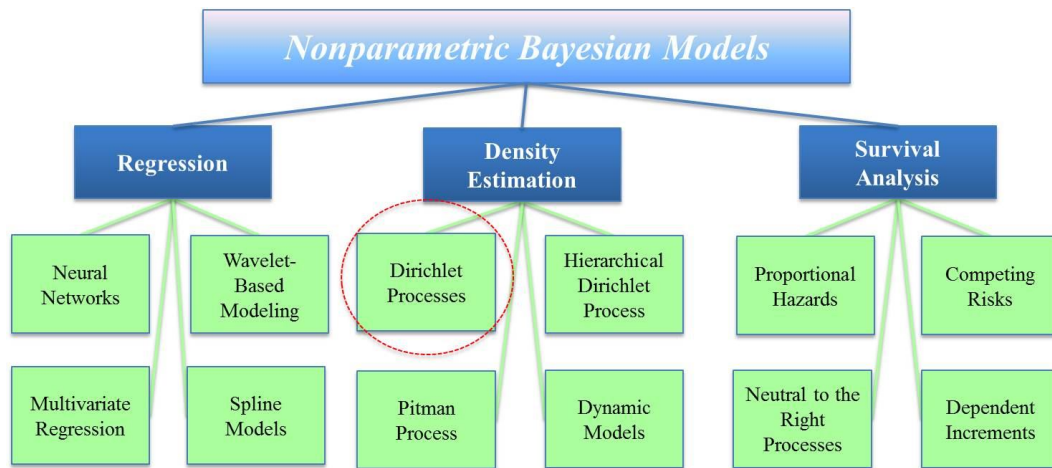 Nonparametric Bayesian Models
Regression
Density
Estimation
Survival
Analysis
Neural
Networks
Wavelet-
Based
Modeling
Dirichlet
Processes
Hierarchical
Dirichlet
Process
Proportional
Hazards
Competing
Risks
Multivariate
Regression
Spline
Models
Pitman
Process
Dynamic
Models
Neutral to the
Right
Processes
Dependent
Increments